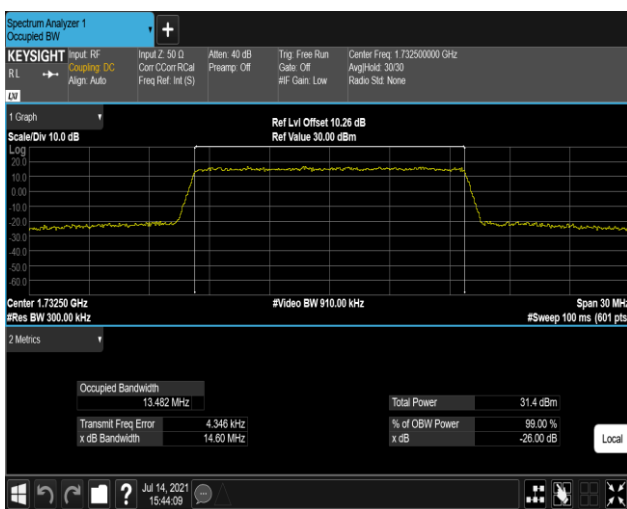 Spectrum Analyzer 1
Occupied BW
KEYSIGHT Input: RF Input Z: 50 Ω Atten: 40 dB Trig: Free Run Center Freq: 1.732500000 GHz
RL Coupling: DC Corr CCorr RCal Preamp: Off Gate: Off Avg|Hold: 30/30
Align: Auto Freq Ref: Int (S) #IF Gain: Low Radio Std: None
LXI
1 Graph
Ref Lvl Offset 10.26 dB
Scale/Div 10.0 dB Ref Value 30.00 dBm
Log
20.0
10.0
0.00
-10.0
-20.0
-30.0
-40.0
-50.0
-60.0
Center 1.73250 GHz #Video BW 910.00 kHz Span 30 MHz
#Res BW 300.00 kHz #Sweep 100 ms (601 pts
2 Metrics
Occupied Bandwidth
13.482 MHz Total Power 31.4 dBm
Transmit Freq Error 4.346 kHz % of OBW Power 99.00 %
x dB Bandwidth 14.60 MHz x dB -26.00 dB
Local
? Jul 14, 2021
15:44:09